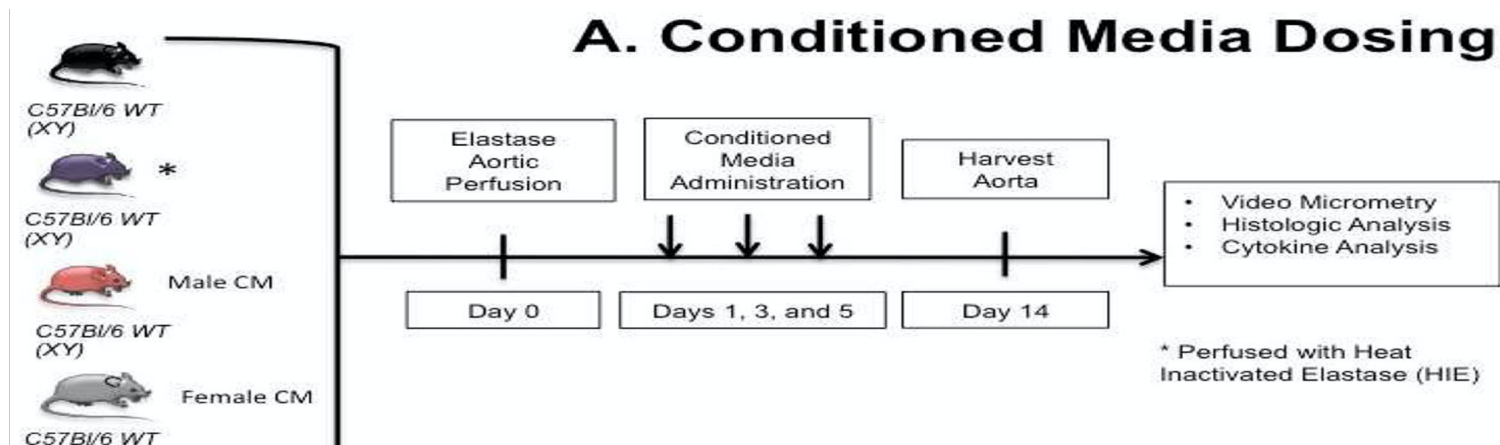 A. Conditioned Media Dosing
C57Bl/6 WT
(XY)
*
C57Bl/6 WT
(XY)
Male CM
C57Bl/6 WT
(XY)
Female CM
C57Bl/6 WT
Elastase
Aortic
Perfusion
Conditioned
Media
Administration
Harvest
Aorta
Day 0
Days 1, 3, and 5
Day 14
• Video Micrometry
• Histologic Analysis
• Cytokine Analysis
* Perfused with Heat
Inactivated Elastase (HIE)